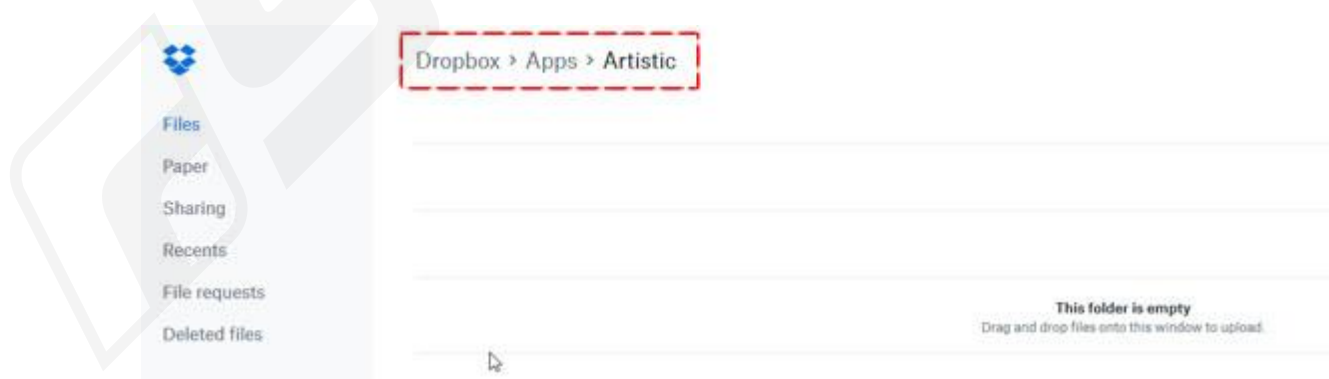 Dropbox > Apps > Artistic
Files
Paper
Sharing
Recents
File requests
Deleted files
This folder is empty
Drag and drop files onto this window to upload.